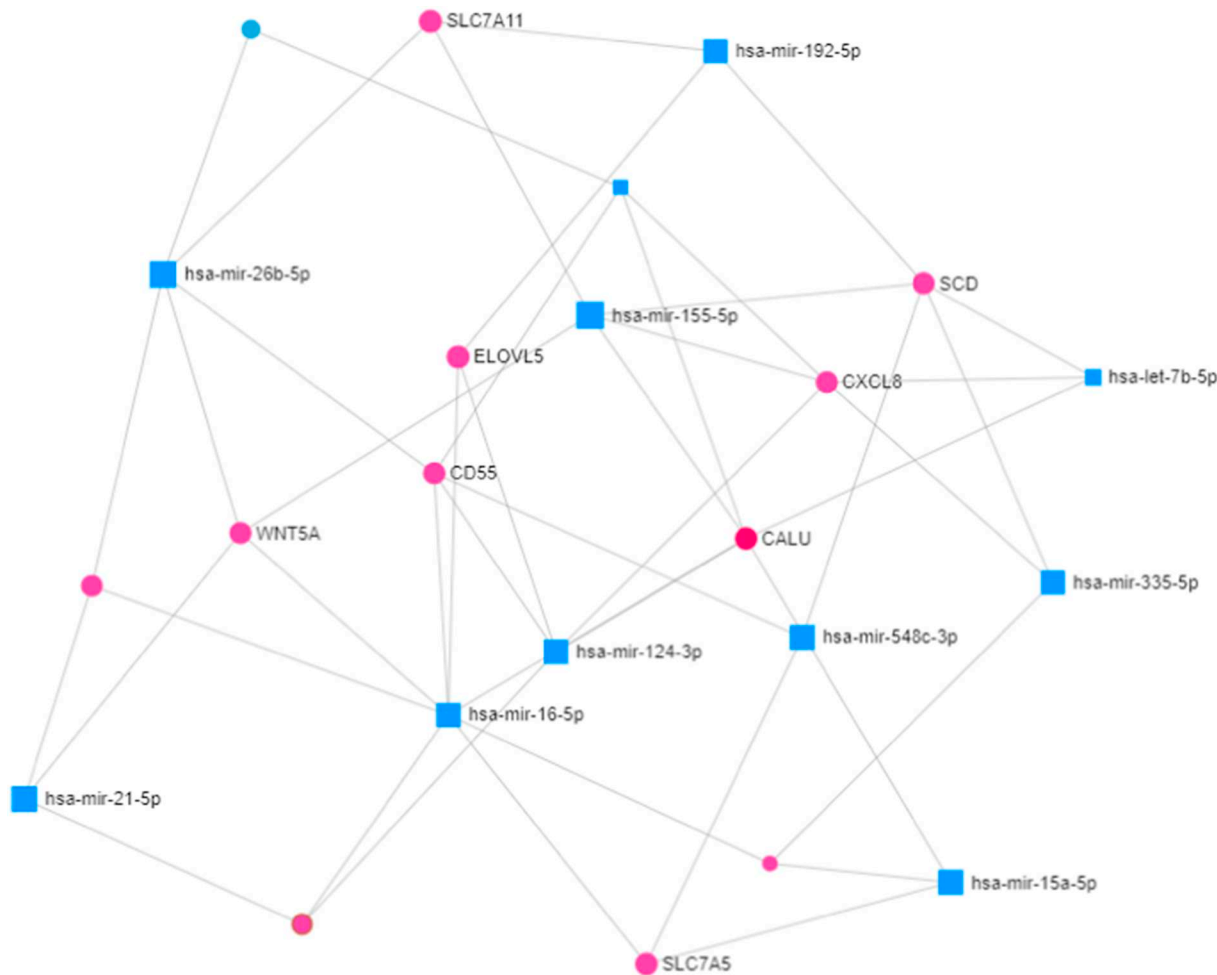 SLC7A11
hsa-mir-192-5p
hsa-mir-26b-5p
SCD
hsa-mir-155-5p
ELOVL5
CXCL8
hsa-let-7b-5p
CD55
WNT5A
CALU
hsa-mir-335-5p
hsa-mir-548c-3p
hsa-mir-124-3p
hsa-mir-16-5p
hsa-mir-21-5p
hsa-mir-15a-5p
SLC7A5